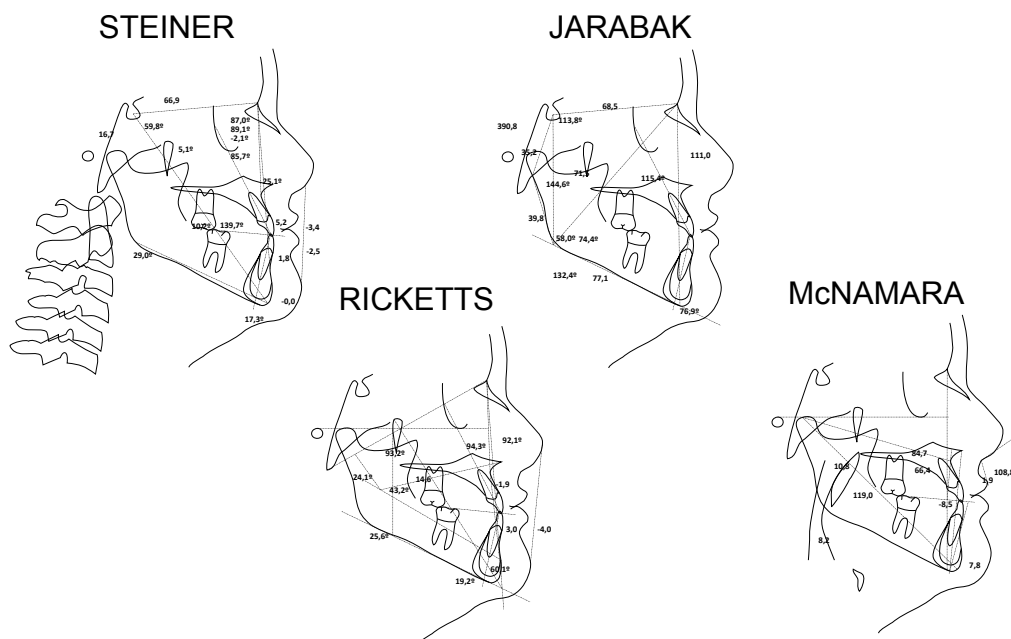 STEINER
66,9
59,8º
87,0º
89,1º
-2,1º
16,7
5,1º
85,7º
25,1º
139,7º
5,2
-3,4
-2,5
29,0º
1,8
-0,0
17,3º
JARABAK
68,5
390,8
113,8º
35,2
111,0
144,6º
115,4º
39,8
58,0º
74,4º
132,4º
77,1
76,9º
RICKETTS
92,1º
93,2º
94,3º
24,1º
14,6
43,2º
-1,9
25,6º
3,0
-4,0
60,1º
19,2º
McNAMARA
84,7
10,8
66,4
108,8
1,9
119,0
-8,5
8,2
7,8